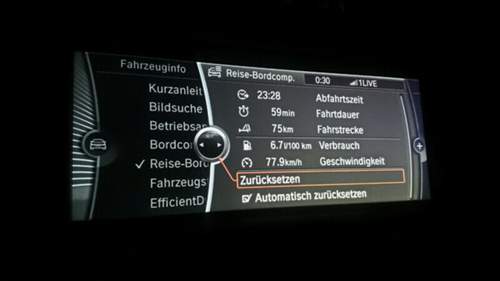 Fahrzeuginfo
Kurzanleit
Bildsuche
Betriebsan
Bordcom
Reise-Bord
Fahrzeugs
EfficientD
Reise-Bordcomp. 0:30 1LIVE
23:28 Abfahrtszeit
59min Fahrtdauer
75km Fahrstrecke
6.7l/100 km Verbrauch
77.9km/h Geschwindigkeit
Zurücksetzen
Automatisch zurücksetzen